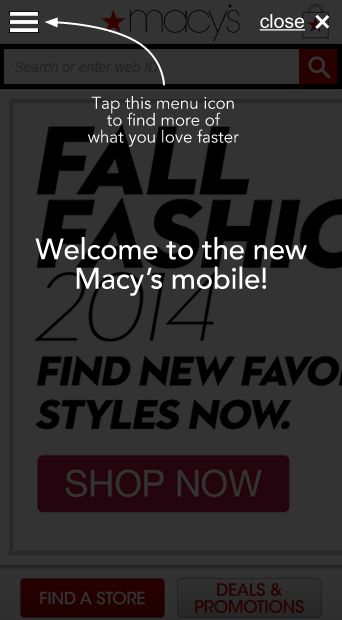 macy's
close
Search or enter web ID
Tap this menu icon
to find more of
what you love faster
FALL
FASHIO
Welcome to the new
Macy's mobile!
2014
FIND NEW FAVO
STYLES NOW.
SHOP NOW
FIND A STORE
DEALS &
PROMOTIONS